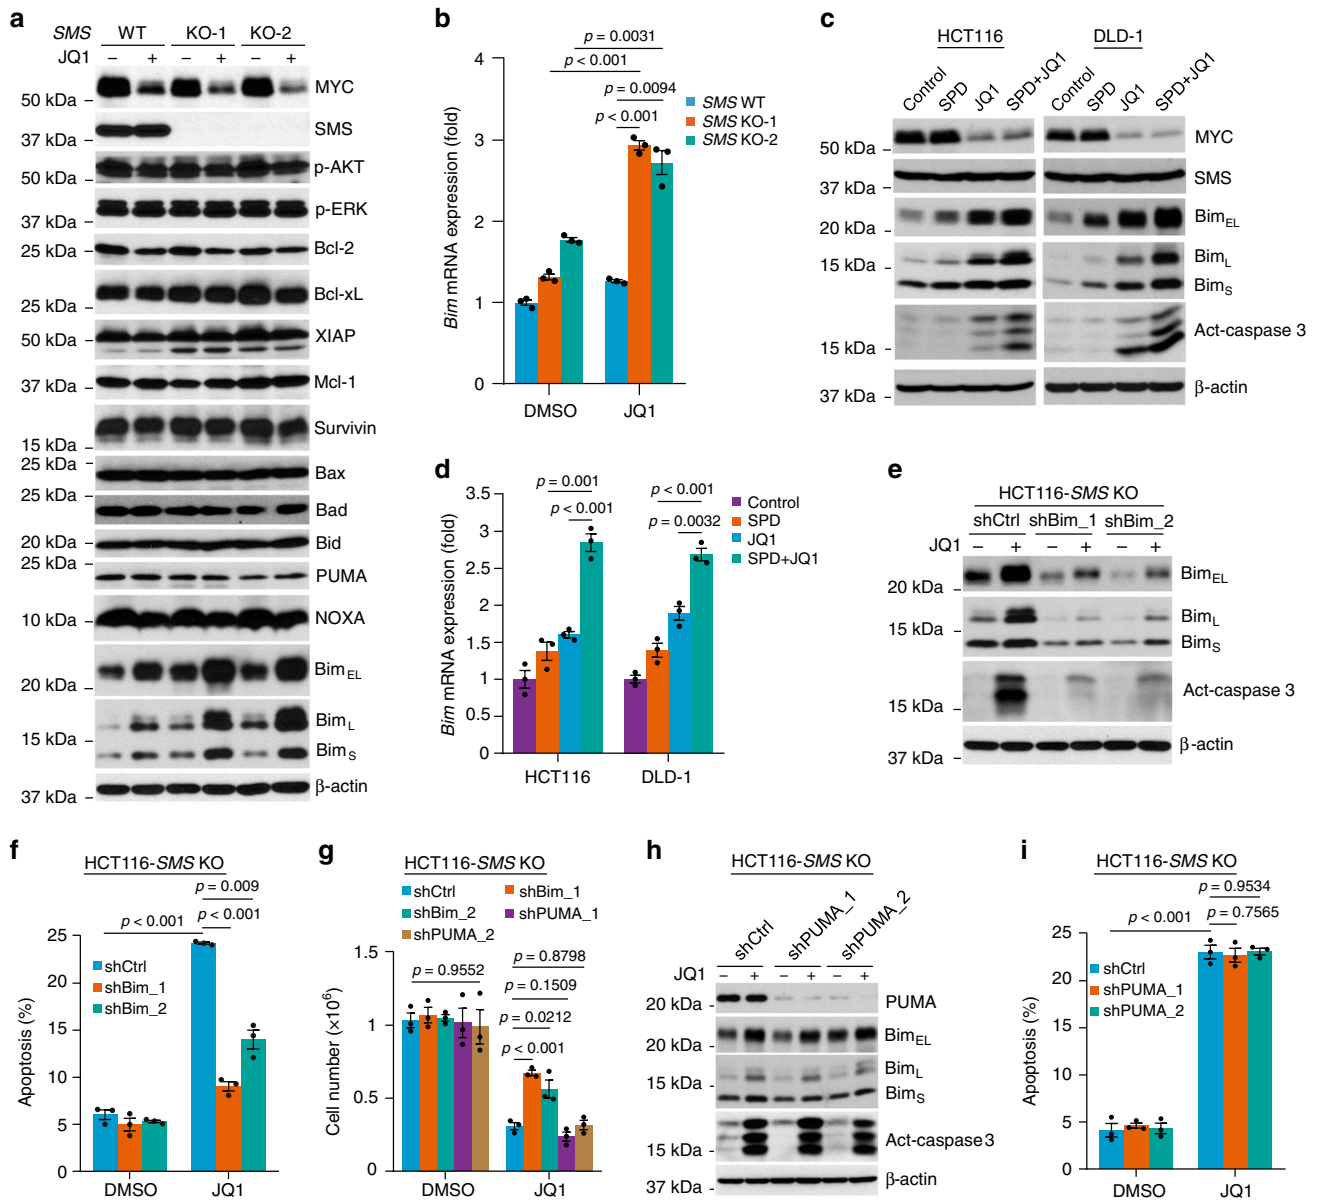 a
SMS WT KO-1 KO-2
JQ1 – + – + – +
50 kDa MYC
37 kDa SMS
50 kDa p-AKT
37 kDa p-ERK
25 kDa Bcl-2
25 kDa Bcl-xL
50 kDa XIAP
37 kDa Mcl-1
15 kDa Survivin
25 kDa Bax
25 kDa Bad
20 kDa Bid
25 kDa PUMA
10 kDa NOXA
20 kDa BimEL
15 kDa BimL
BimS
37 kDa β-actin
b
p = 0.0031
p < 0.001
p = 0.0094
p < 0.001
SMS WT
SMS KO-1
SMS KO-2
Bim mRNA expression (fold)
4
3
2
1
0
DMSO JQ1
c
HCT116 DLD-1
Control SPD JQ1 SPD+JQ1 Control SPD JQ1 SPD+JQ1
50 kDa MYC
37 kDa SMS
20 kDa BimEL
15 kDa BimL
BimS
15 kDa Act-caspase 3
37 kDa β-actin
d
p = 0.001
p < 0.001
p < 0.001
p = 0.0032
Control
SPD
JQ1
SPD+JQ1
Bim mRNA expression (fold)
3.5
3
2.5
2
1.5
1
0.5
0
HCT116 DLD-1
e
HCT116-SMS KO
shCtrl shBim_1 shBim_2
JQ1 – + – + – +
20 kDa BimEL
15 kDa BimL
BimS
15 kDa Act-caspase 3
37 kDa β-actin
f
HCT116-SMS KO
p = 0.009
p < 0.001 p < 0.001
shCtrl
shBim_1
shBim_2
Apoptosis (%)
25
20
15
10
5
0
DMSO JQ1
g
HCT116-SMS KO
shCtrl shBim_1
shBim_2 shPUMA_1
shPUMA_2
p = 0.9552
p = 0.8798
p = 0.1509
p = 0.0212
p < 0.001
Cell number (×10⁶)
1.5
1
0.5
0
DMSO JQ1
h
HCT116-SMS KO
shCtrl shPUMA_1 shPUMA_2
JQ1 – + – + – +
20 kDa PUMA
20 kDa BimEL
15 kDa BimL
BimS
15 kDa Act-caspase 3
37 kDa β-actin
i
HCT116-SMS KO
p = 0.9534
p < 0.001 p = 0.7565
shCtrl
shPUMA_1
shPUMA_2
Apoptosis (%)
25
20
15
10
5
0
DMSO JQ1